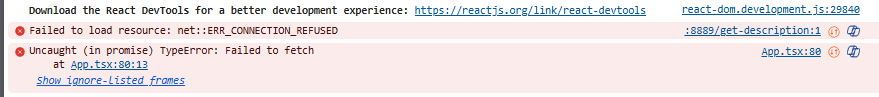 Download the React DevTools for a better development experience: https://reactjs.org/link/react-devtools react-dom.development.js:29840
Failed to load resource: net::ERR_CONNECTION_REFUSED :8889/get-description:1
Uncaught (in promise) TypeError: Failed to fetch App.tsx:80
at App.tsx:80:13
Show ignore-listed frames